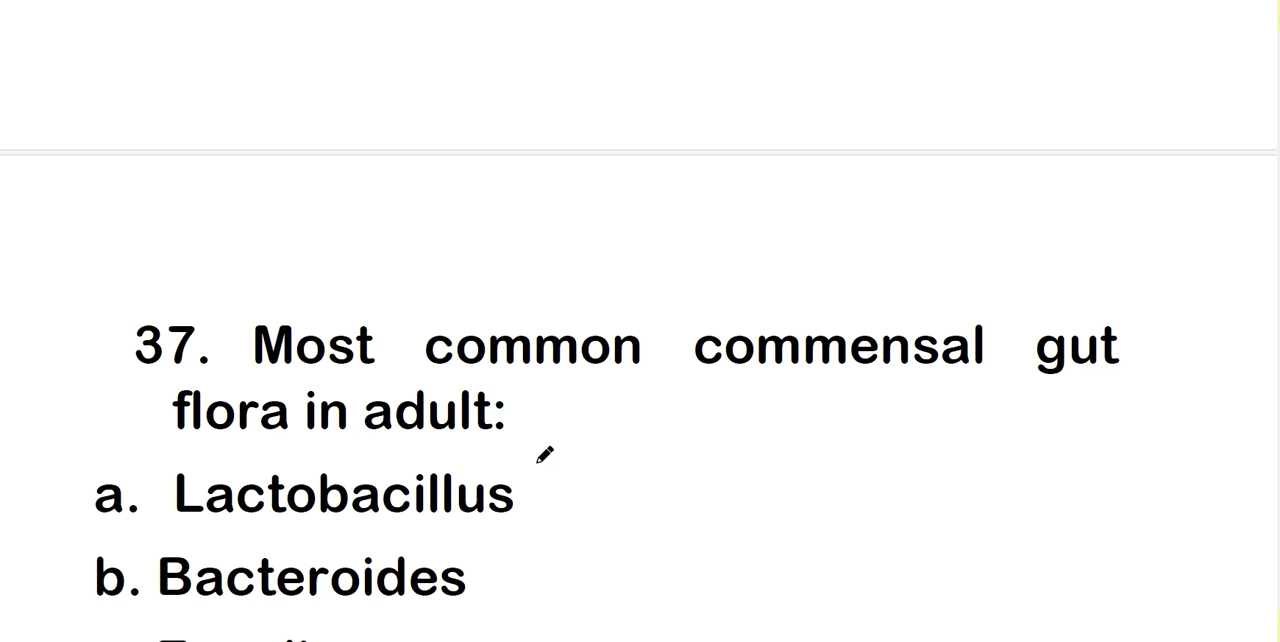 37. Most common commensal gut
flora in adult:
a. Lactobacillus
b. Bacteroides